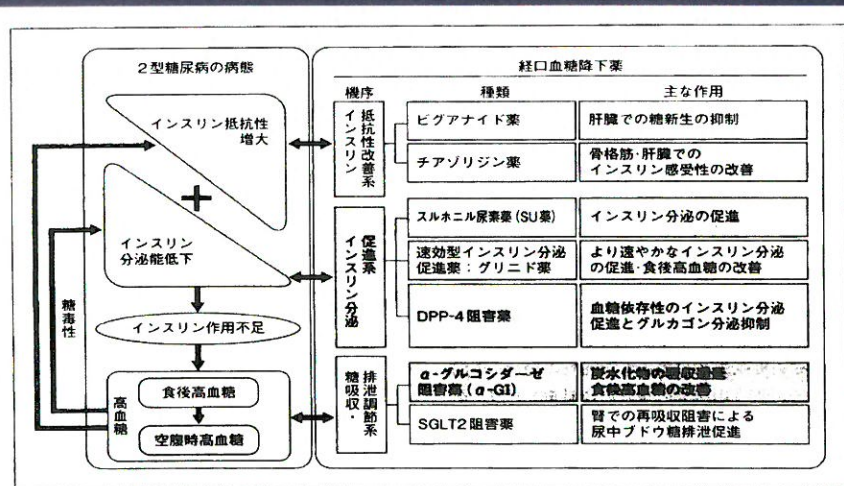 2型糖尿病の病態
インスリン抵抗性
増大
+
インスリン
分泌能低下
インスリン作用不足
糖毒性
高血糖
食後高血糖
空腹時高血糖
経口血糖降下薬
機序
種類
主な作用
抵抗性改善系
インスリン
ビグアナイド薬
肝臓での糖新生の抑制
チアゾリジン薬
骨格筋・肝臓での
インスリン感受性の改善
促進系
インスリン分泌
スルホニル尿素薬(SU薬)
インスリン分泌の促進
速効型インスリン分泌
促進薬：グリニド薬
より速やかなインスリン分泌
の促進・食後高血糖の改善
DPP-4阻害薬
血糖依存性のインスリン分泌
促進とグルカゴン分泌抑制
排泄調節系
糖吸収・
α-グルコシダーゼ
阻害薬(α-GI)
炭水化物の吸収遅延
食後高血糖の改善
SGLT2阻害薬
腎での再吸収阻害による
尿中ブドウ糖排泄促進